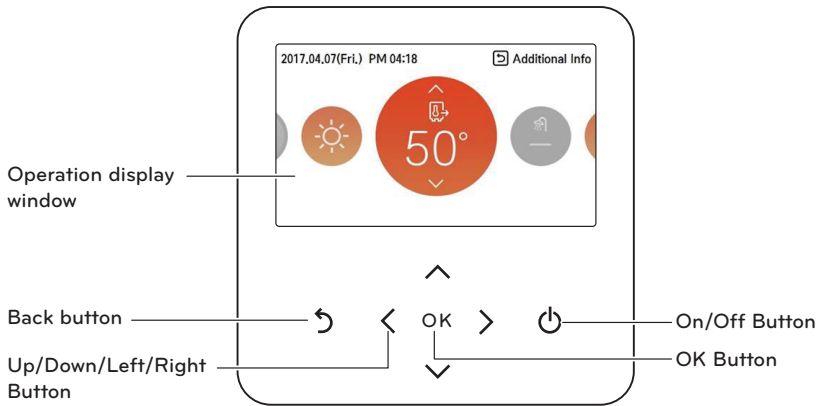 2017.04.07(Fri.) PM 04:18
Additional Info
50°
Operation display
window
Back button
OK
On/Off Button
Up/Down/Left/Right
Button
OK Button